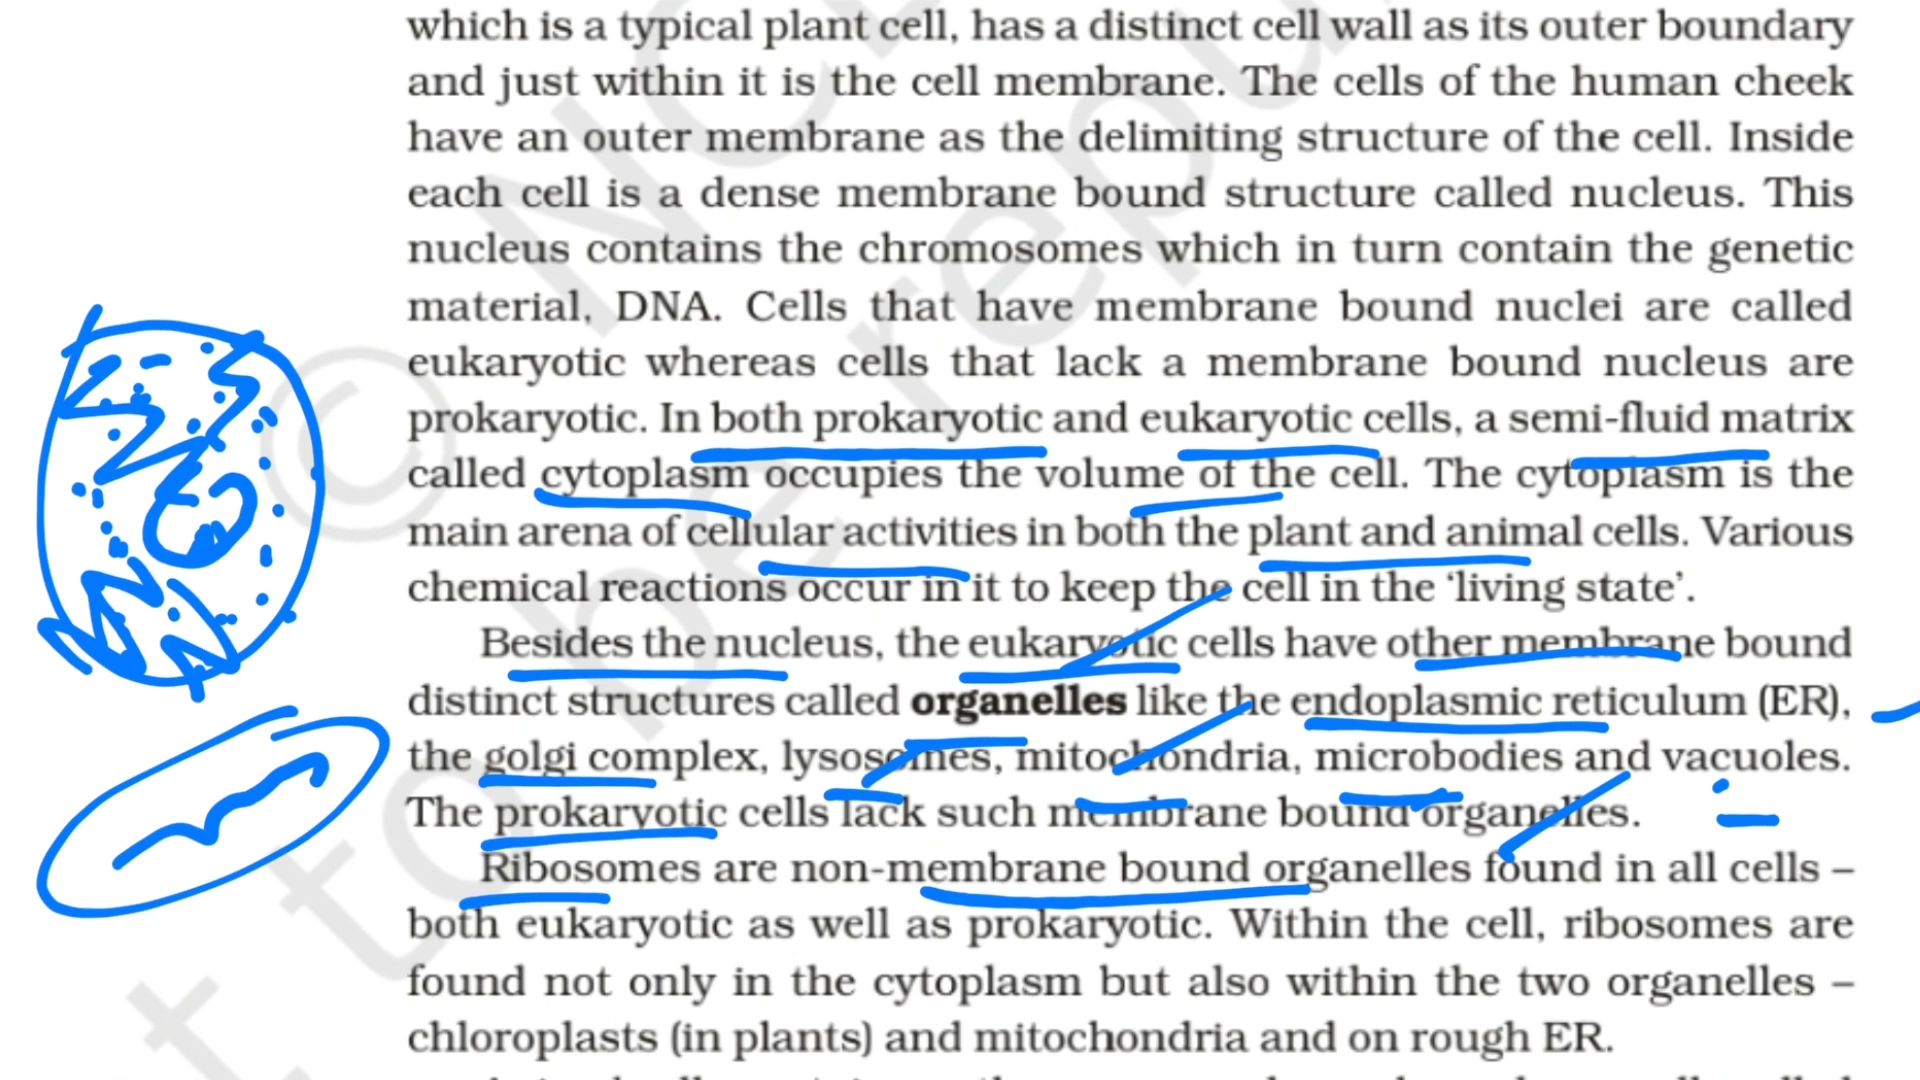 which is a typical plant cell, has a distinct cell wall as its outer boundary
and just within it is the cell membrane. The cells of the human cheek
have an outer membrane as the delimiting structure of the cell. Inside
each cell is a dense membrane bound structure called nucleus. This
nucleus contains the chromosomes which in turn contain the genetic
material, DNA. Cells that have membrane bound nuclei are called
eukaryotic whereas cells that lack a membrane bound nucleus are
prokaryotic. In both prokaryotic and eukaryotic cells, a semi-fluid matrix
called cytoplasm occupies the volume of the cell. The cytoplasm is the
main arena of cellular activities in both the plant and animal cells. Various
chemical reactions occur in it to keep the cell in the ‘living state’.
Besides the nucleus, the eukaryotic cells have other membrane bound
distinct structures called organelles like the endoplasmic reticulum (ER),
the golgi complex, lysosomes, mitochondria, microbodies and vacuoles.
The prokaryotic cells lack such membrane bound organelles.
Ribosomes are non-membrane bound organelles found in all cells –
both eukaryotic as well as prokaryotic. Within the cell, ribosomes are
found not only in the cytoplasm but also within the two organelles –
chloroplasts (in plants) and mitochondria and on rough ER.